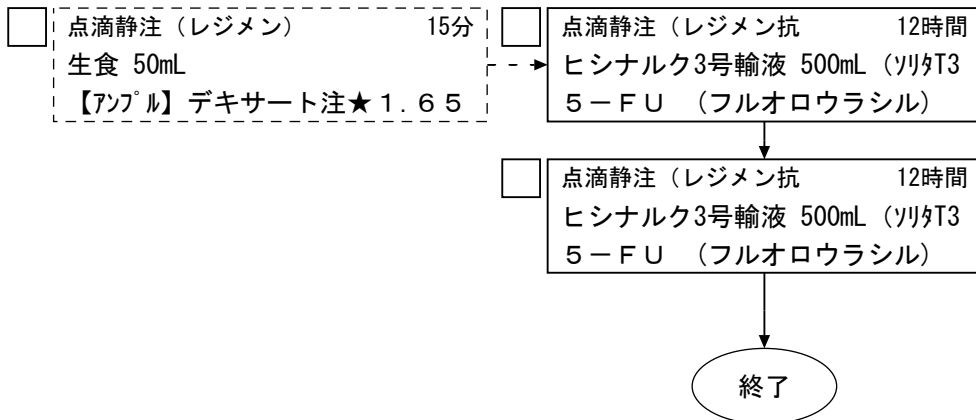 点滴静注（レジメン） 15分
生食 50mL
【ｱﾝﾌﾟﾙ】デキサート注★１.６５
点滴静注（レジメン抗 12時間
ヒシナルク3号輸液 500mL（ｿﾘﾀT3
５－ＦＵ （フルオロウラシル）
点滴静注（レジメン抗 12時間
ヒシナルク3号輸液 500mL（ｿﾘﾀT3
５－ＦＵ （フルオロウラシル）
終了